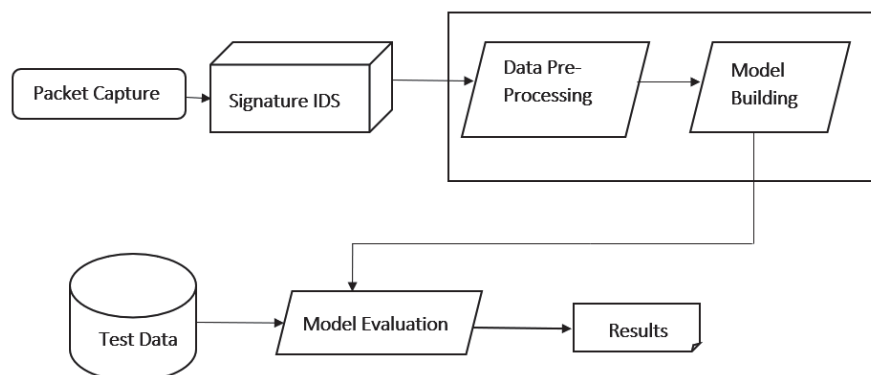 Packet Capture
Signature IDS
Data Pre-
Processing
Model
Building
Test Data
Model Evaluation
Results